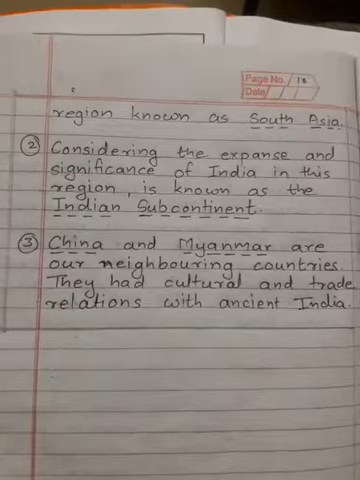 Page No. 10
Date
region known as South Asia.
② Considering the expanse and
significance of India in this
region, is known as the
Indian Subcontinent.
③ China and Myanmar are
our neighbouring countries.
They had cultural and trade
relations with ancient India.